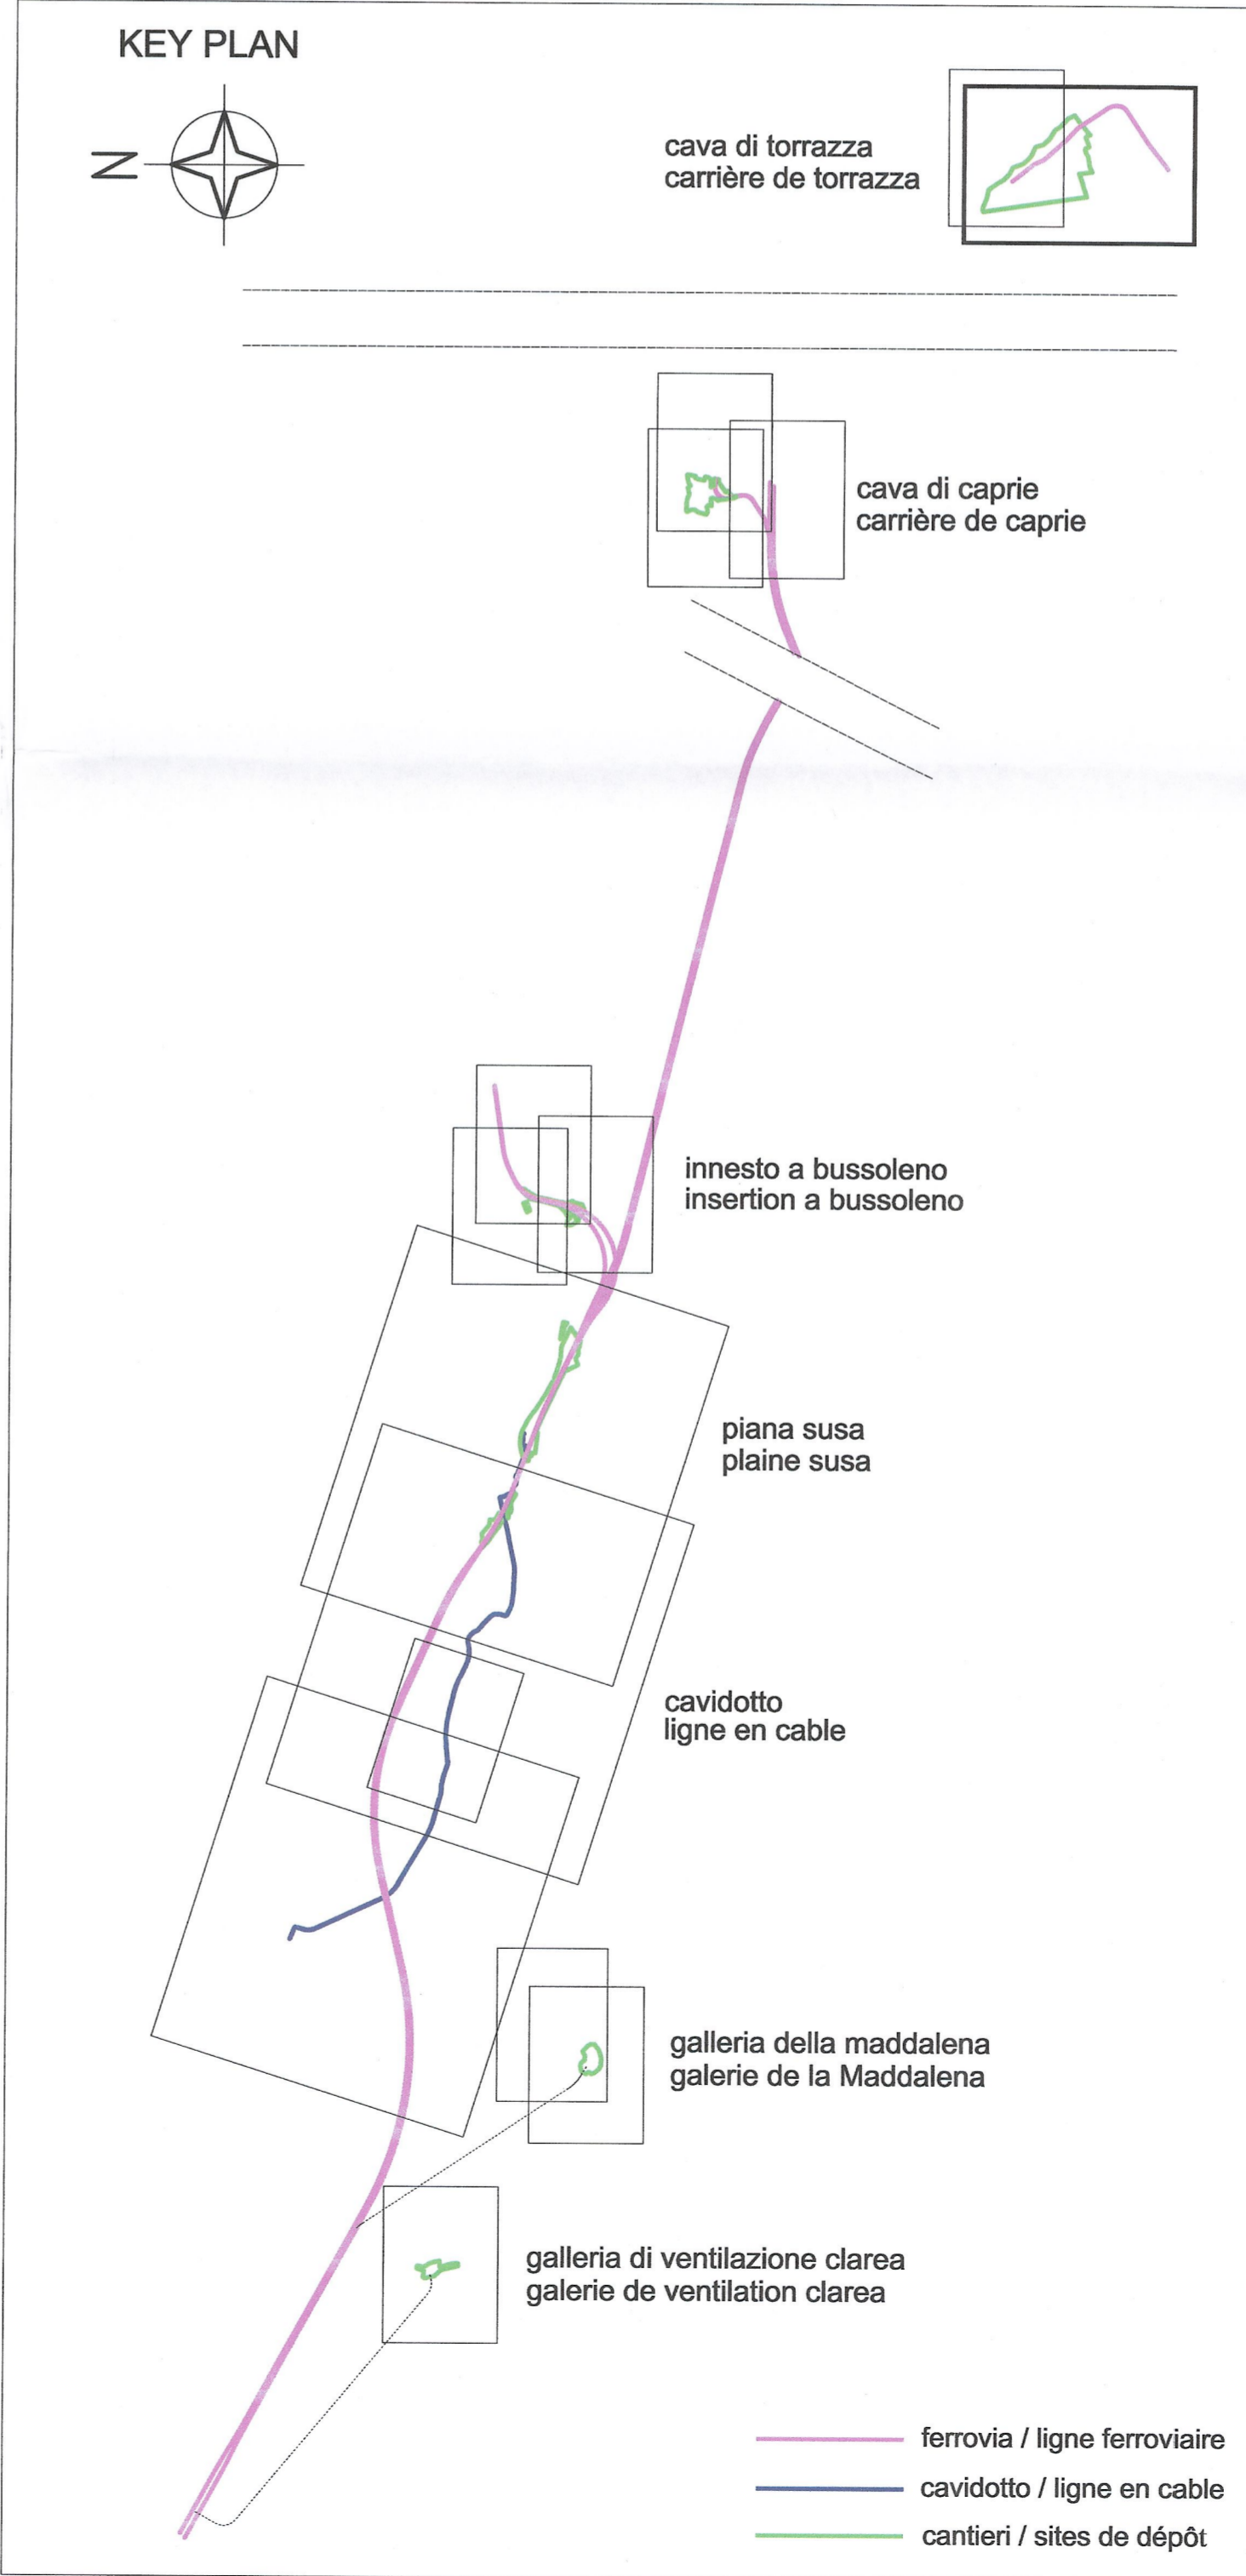 KEY PLAN
N
cava di torrazza
carrière de torrazza
cava di caprie
carrière de caprie
innesto a bussoleno
insertion a bussoleno
piana susa
plaine susa
cavidotto
ligne en cable
galleria della maddalena
galerie de la Maddalena
galleria di ventilazione clarea
galerie de ventilation clarea
ferrovia / ligne ferroviaire
cavidotto / ligne en cable
cantieri / sites de dépôt